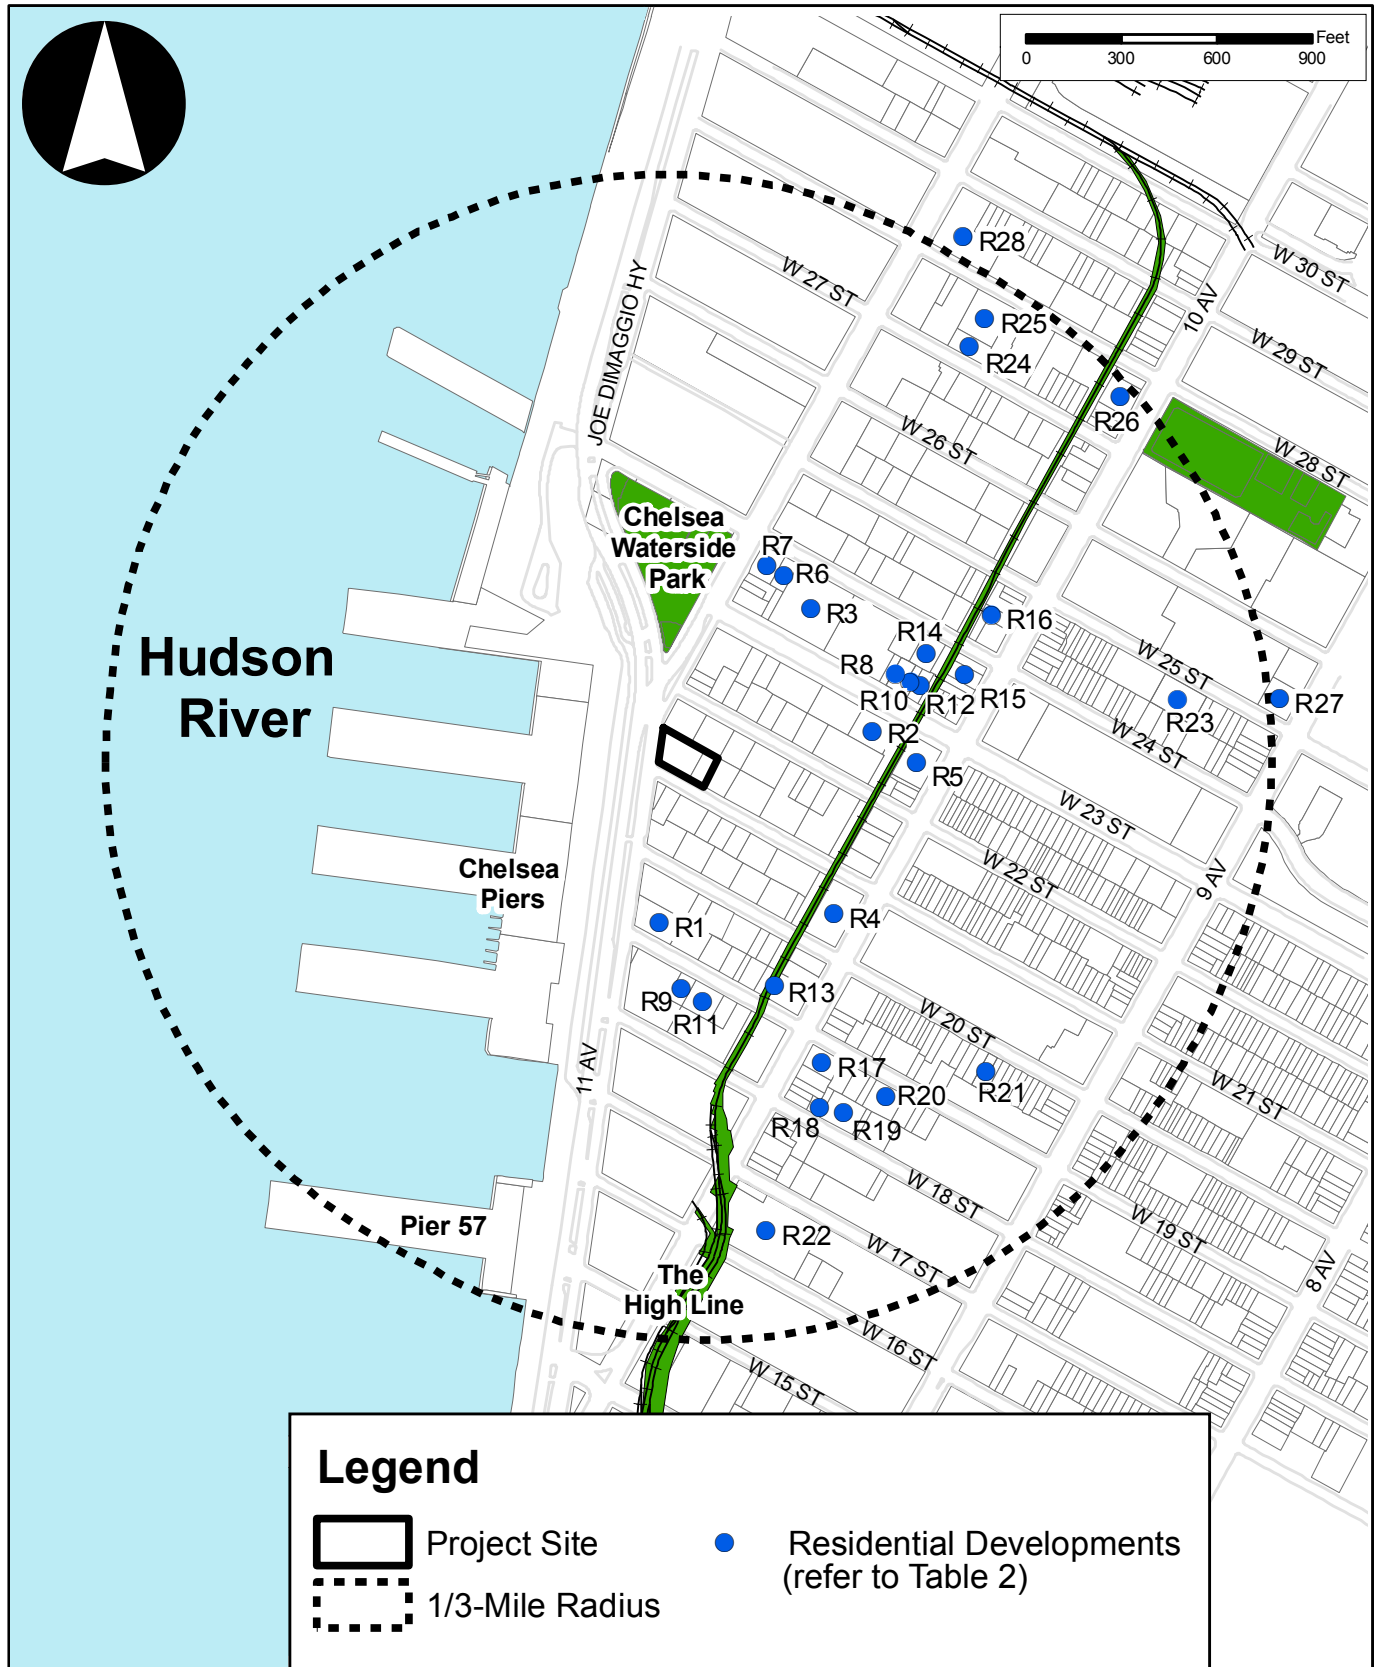 Feet
0 300 600 900
W 30 ST
10 AV
W 29 ST
W 28 ST
W 27 ST
JOE DIMAGGIO HY
R28
R25
R24
R26
W 26 ST
Chelsea
Waterside
Park
R7
R6
R3
R16
R14
R8
R10
R12
R15
W 25 ST
R23
R27
W 24 ST
Hudson
River
R2
R5
W 23 ST
W 22 ST
9 AV
Chelsea
Piers
R1
R4
R9
R11
R13
W 20 ST
11 AV
R17
R18
R19
R20
R21
W 21 ST
W 18 ST
W 19 ST
Pier 57
R22
W 17 ST
8 AV
The
High Line
W 16 ST
W 15 ST
Legend
Project Site
1/3-Mile Radius
Residential Developments
(refer to Table 2)